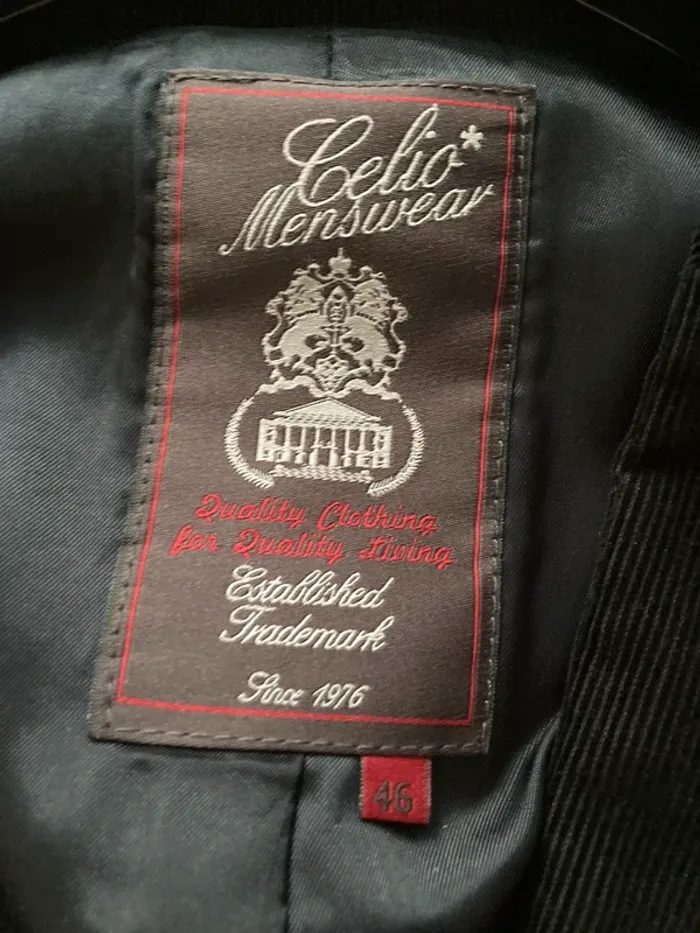 Celio*
Menswear
Quality Clothing
for Quality Living
Established
Trademark
Since 1976
46